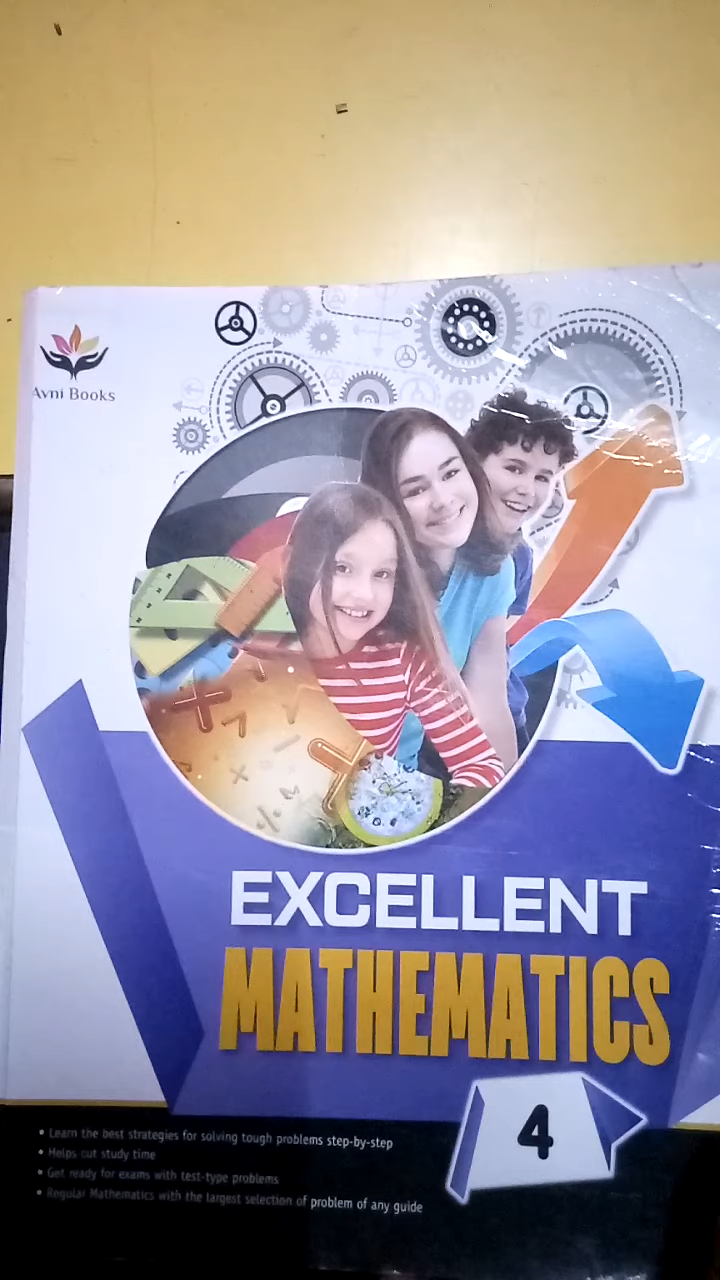 Avni Books
EXCELLENT
MATHEMATICS
4
• Learn the best strategies for solving tough problems step-by-step
• Helps cut study time
• Get ready for exams with test-type problems
• Regular Mathematics with the largest selection of problem of any guide